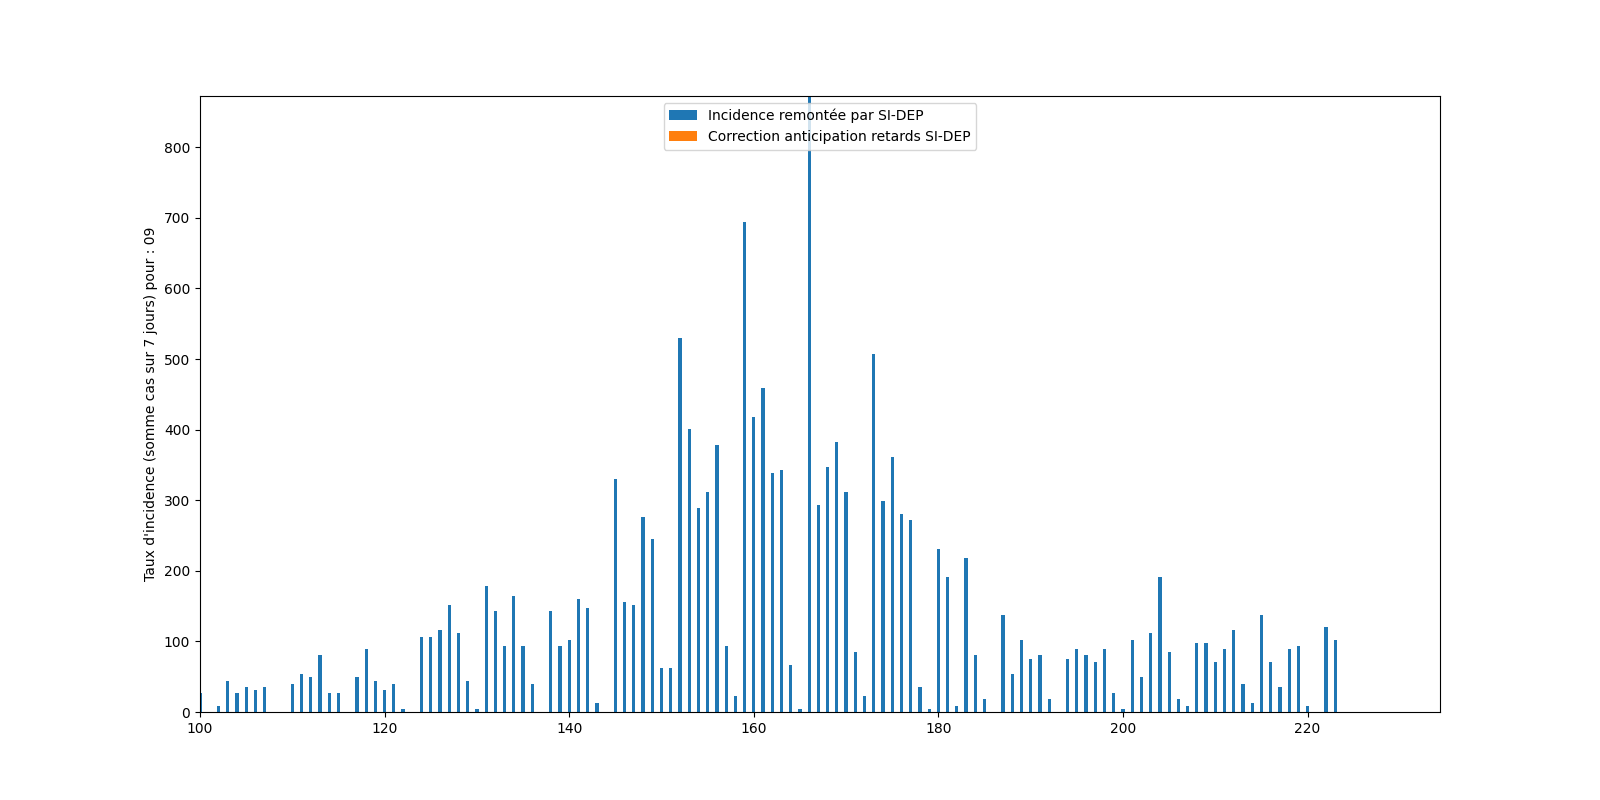 Incidence remontée par SI-DEP
Correction anticipation retards SI-DEP
Taux d'incidence (somme cas sur 7 jours) pour : 09
800
700
600
500
400
300
200
100
0
100 120 140 160 180 200 220